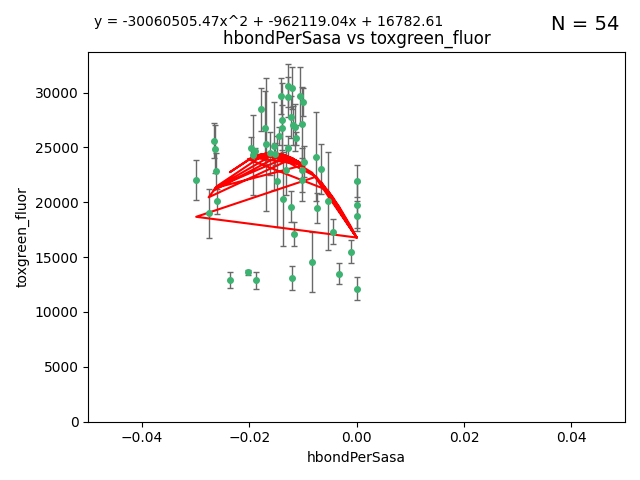 y = -30060505.47x^2 + -962119.04x + 16782.61
N = 54
hbondPerSasa vs toxgreen_fluor
30000
25000
20000
15000
10000
5000
0
toxgreen_fluor
−0.04
−0.02
0.00
0.02
0.04
hbondPerSasa